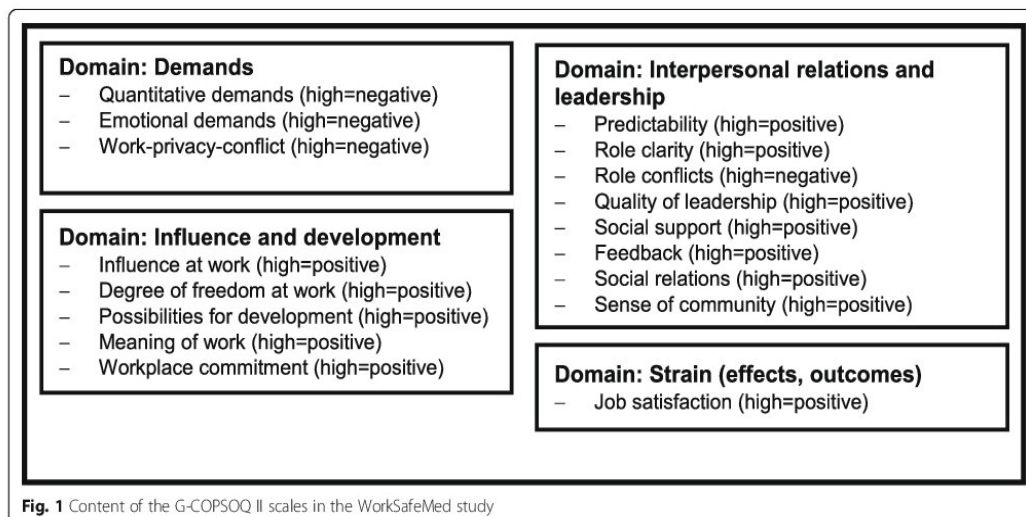 Domain: Demands
– Quantitative demands (high=negative)
– Emotional demands (high=negative)
– Work-privacy-conflict (high=negative)
Domain: Influence and development
– Influence at work (high=positive)
– Degree of freedom at work (high=positive)
– Possibilities for development (high=positive)
– Meaning of work (high=positive)
– Workplace commitment (high=positive)
Domain: Interpersonal relations and
leadership
– Predictability (high=positive)
– Role clarity (high=positive)
– Role conflicts (high=negative)
– Quality of leadership (high=positive)
– Social support (high=positive)
– Feedback (high=positive)
– Social relations (high=positive)
– Sense of community (high=positive)
Domain: Strain (effects, outcomes)
– Job satisfaction (high=positive)
Fig. 1 Content of the G-COPSOQ II scales in the WorkSafeMed study